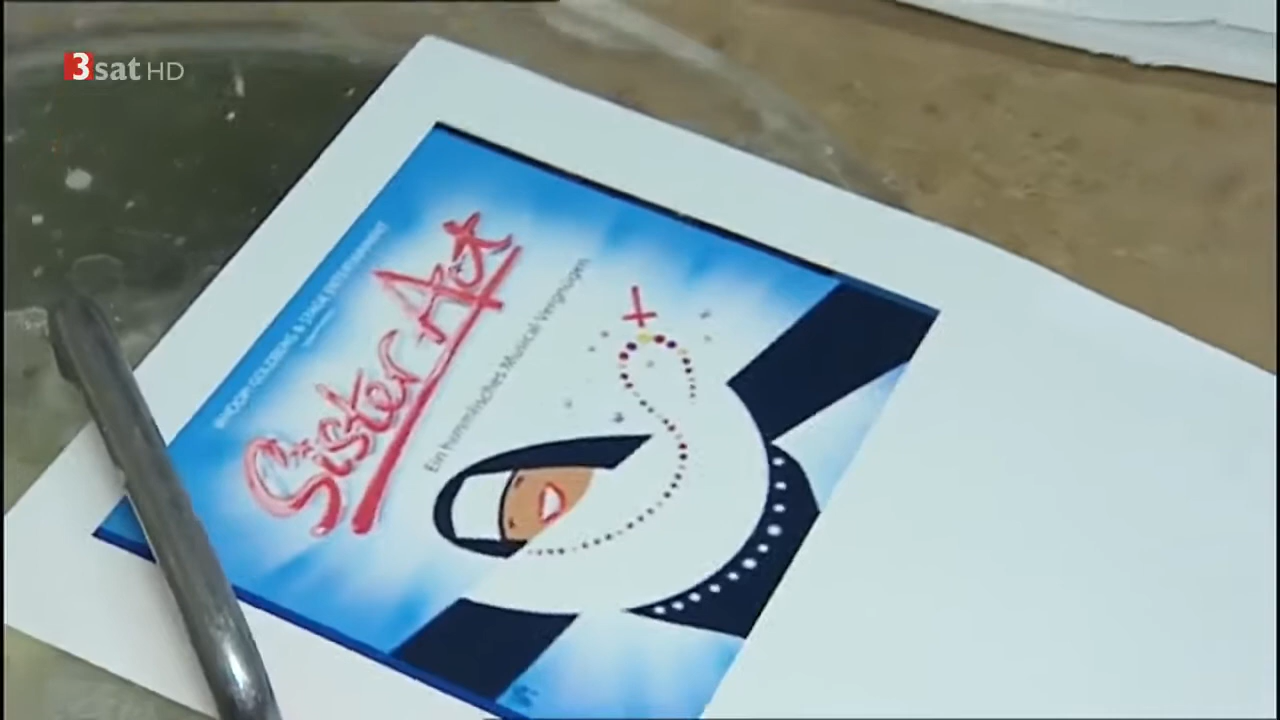 3sat HD
WHOOPI GOLDBERG & STAGE ENTERTAINMENT
Sister Act
Ein himmlisches Musical Vergnügen